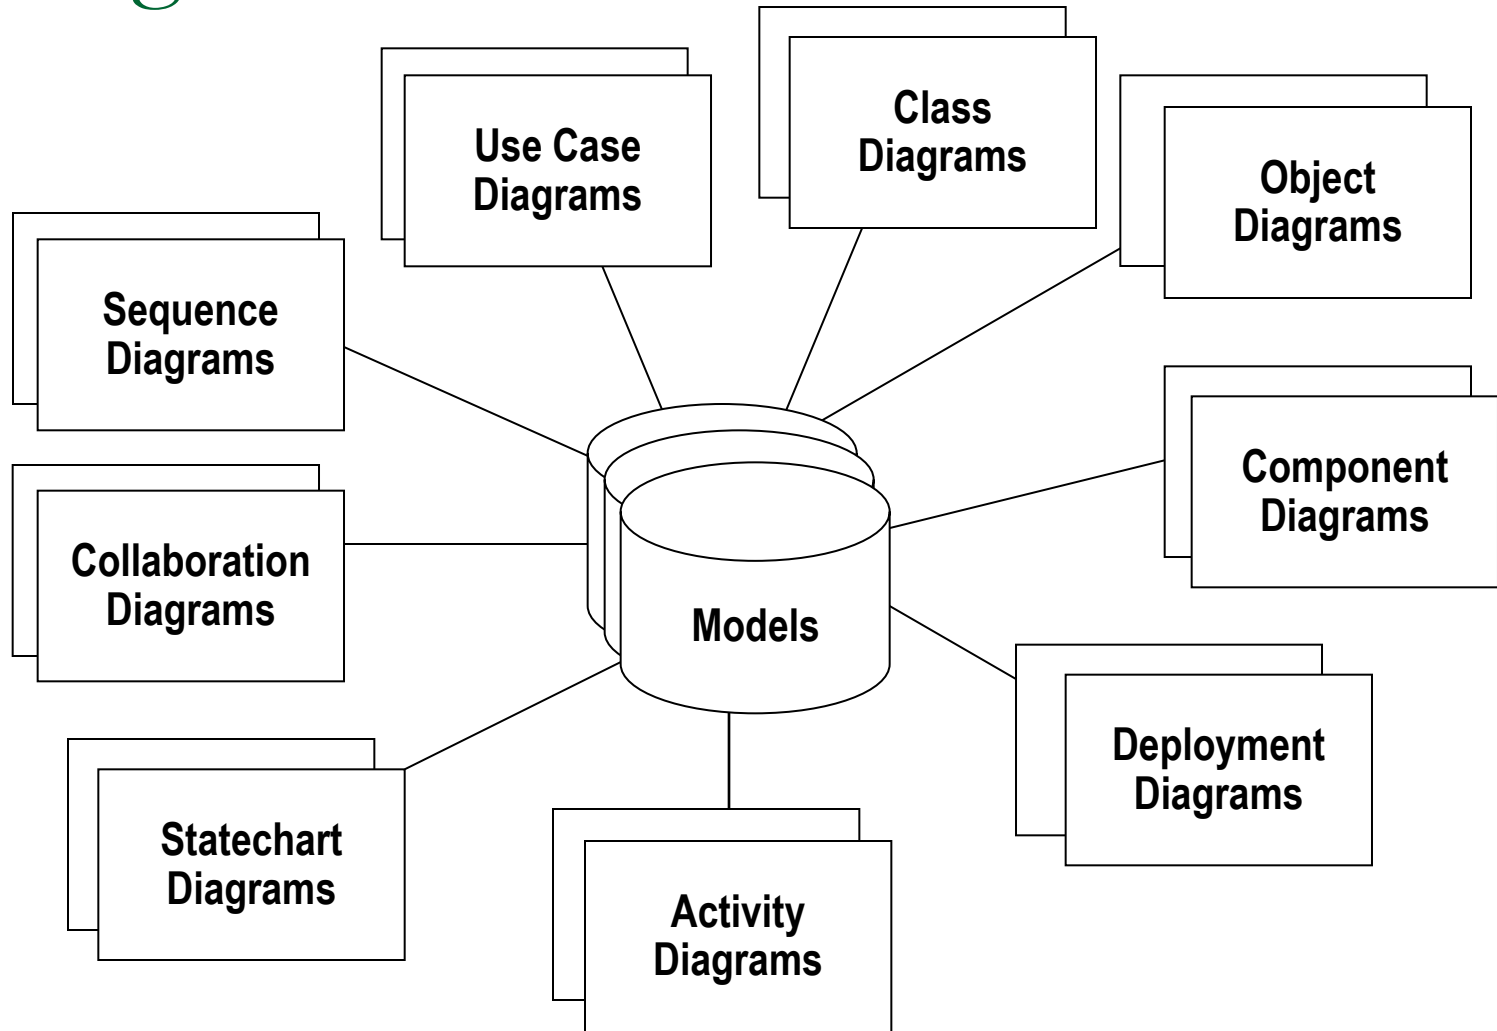 Class
Diagrams
Use Case
Diagrams
Object
Diagrams
Sequence
Diagrams
Component
Diagrams
Collaboration
Diagrams
Models
Deployment
Diagrams
Statechart
Diagrams
Activity
Diagrams